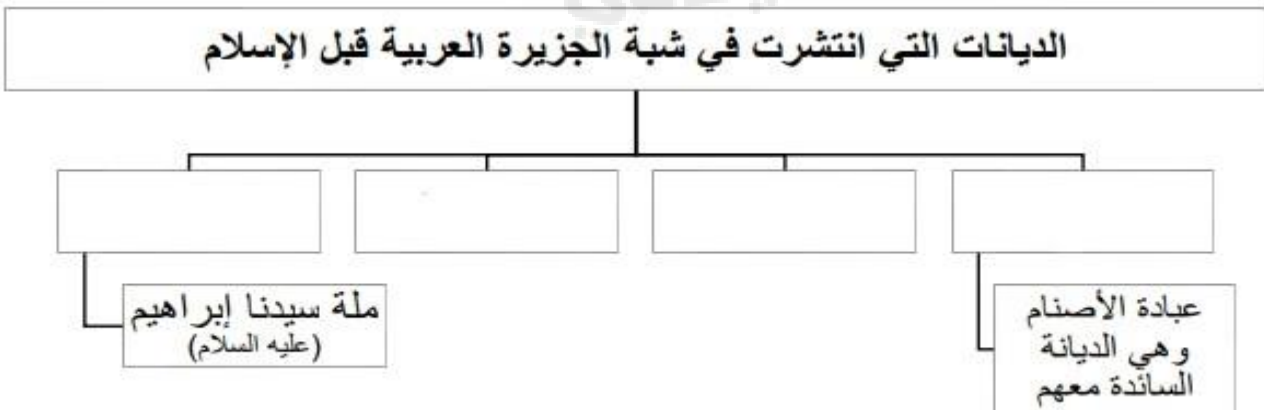 الديانات التي انتشرت في شبة الجزيرة العربية قبل الإسلام
عبادة الأصنام
وهي الديانة
السائدة معهم
ملة سيدنا إبراهيم
(عليه السلام)